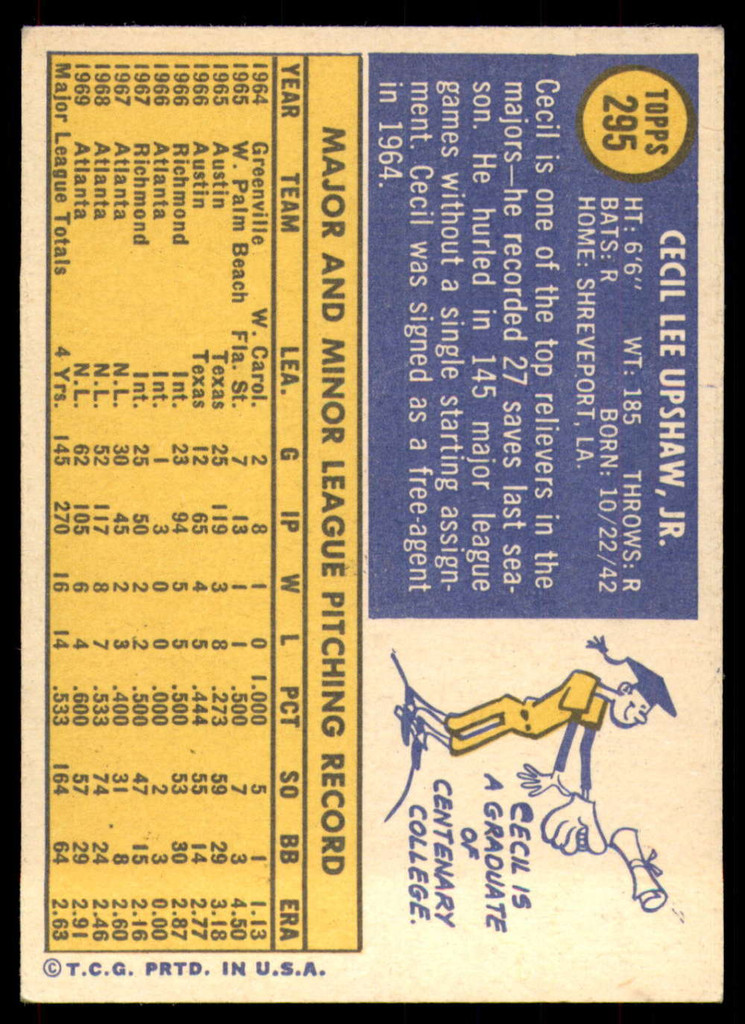 TOPPS
295
CECIL LEE UPSHAW, JR.
HT: 6'6" WT: 185 THROWS: R
BATS: R BORN: 10/22/42
HOME: SHREVEPORT, LA.
Cecil is one of the top relievers in the
majors—he recorded 27 saves last sea-
son. He hurled in 145 major league
games without a single starting assign-
ment. Cecil was signed as a free-agent
in 1964.
CECIL IS
A GRADUATE
OF
CENTENARY
COLLEGE.
MAJOR AND MINOR LEAGUE PITCHING RECORD
YEAR TEAM LEA. G IP W L PCT SO BB ERA
1964 Greenville W. Carol. 2 8 1 0 1.000 5 1 1.13
1965 W. Palm Beach Fla. St. 7 13 1 1 .500 7 3 4.50
1965 Austin Texas 25 119 3 8 .273 59 29 3.18
1966 Austin Texas 12 65 4 5 .444 55 14 2.77
1966 Richmond Int. 23 94 5 5 .500 53 30 2.87
1966 Atlanta Int. 1 3 0 0 .000 2 3 0.00
1967 Richmond Int. 25 50 2 2 .500 47 15 2.16
1967 Atlanta N.L. 30 45 2 3 .400 31 8 2.60
1968 Atlanta N.L. 52 117 8 7 .533 74 24 2.46
1969 Atlanta N.L. 62 105 6 4 .600 57 29 2.91
Major League Totals 4 Yrs. 145 270 16 14 .533 164 64 2.63
© T.C.G. PRTD. IN U.S.A.